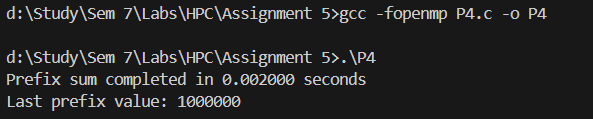 d:\Study\Sem 7\Labs\HPC\Assignment 5>gcc -fopenmp P4.c -o P4
d:\Study\Sem 7\Labs\HPC\Assignment 5>.\P4
Prefix sum completed in 0.002000 seconds
Last prefix value: 1000000